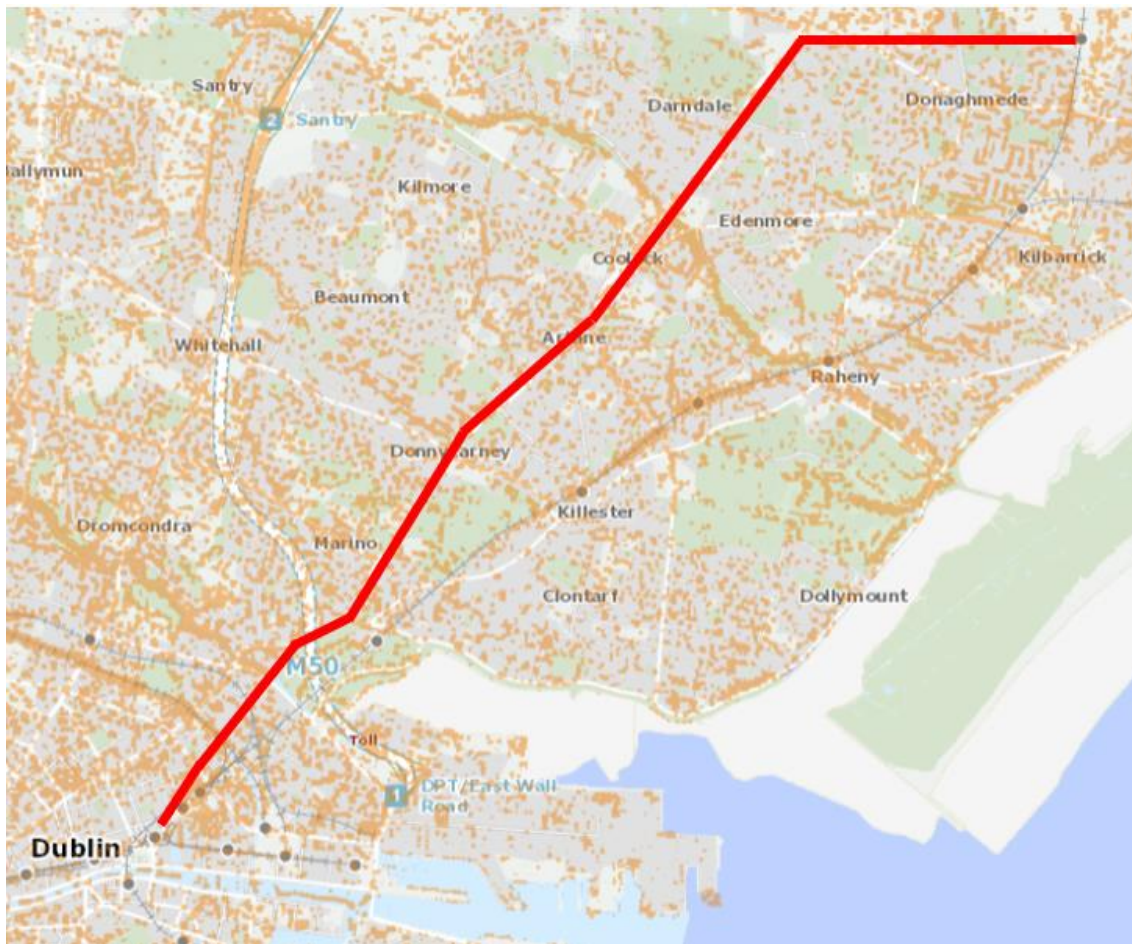 Santry
2 Santry
Darndale
Donaghmede
Kilmore
Edenmore
Kilbarrick
Beaumont
Whitehall
Raheny
Killester
Dromcondra
Marino
Clontarf
Dollymount
M50
Toll
1 DPT/East Wall
Road
Dublin